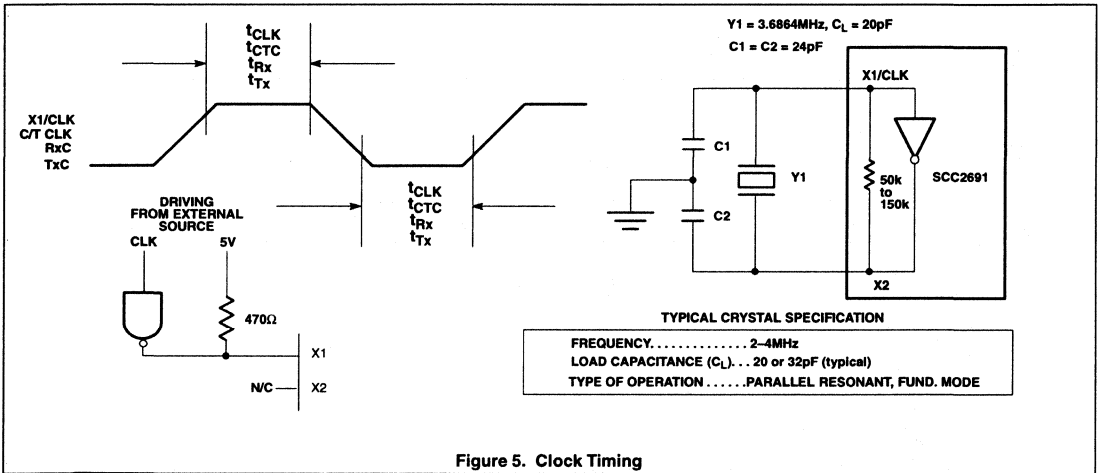 tCLK
tCTC
tRx
tTx
X1/CLK
C/T CLK
RxC
TxC
tCLK
tCTC
tRx
tTx
DRIVING
FROM EXTERNAL
SOURCE
CLK
5V
470Ω
X1
N/C
X2
Y1 = 3.6864MHz, CL = 20pF
C1 = C2 = 24pF
X1/CLK
C1
Y1
C2
50k
to
150k
SCC2691
X2
TYPICAL CRYSTAL SPECIFICATION
FREQUENCY..............2–4MHz
LOAD CAPACITANCE (CL)...20 or 32pF (typical)
TYPE OF OPERATION......PARALLEL RESONANT, FUND. MODE
Figure 5. Clock Timing